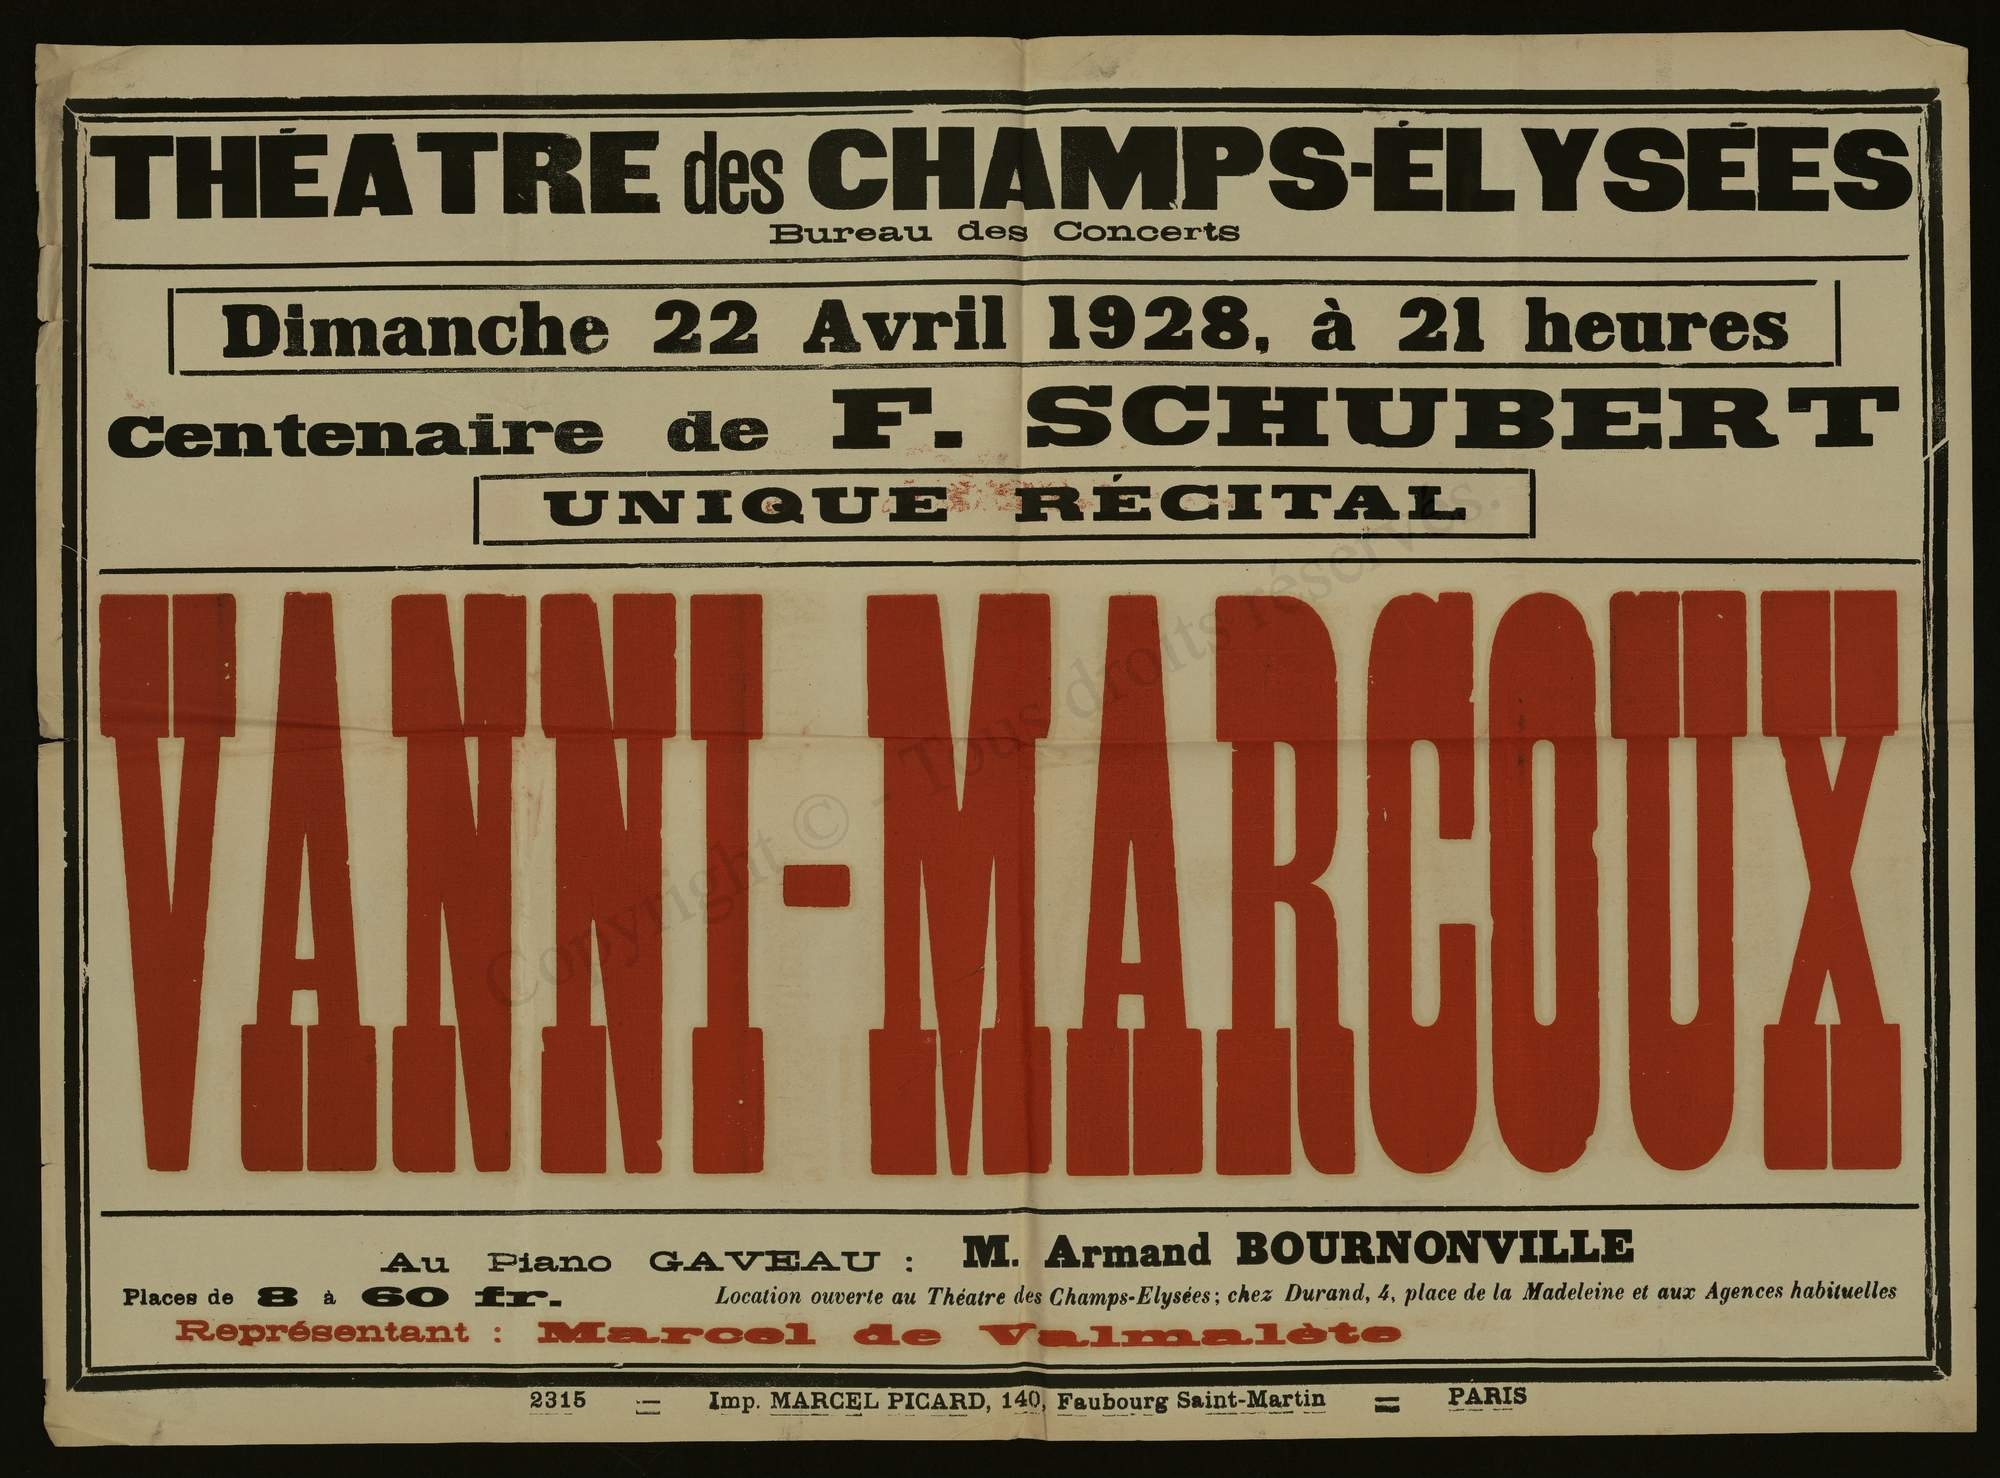 THÉATRE des CHAMPS-ÉLYSÉES
Bureau des Concerts
Dimanche 22 Avril 1928, à 21 heures
Centenaire de F. SCHUBERT
UNIQUE RÉCITAL
VANNI-MARCOUX
Au Piano GAVEAU : M. Armand BOURNONVILLE
Places de 8 à 60 fr. Location ouverte au Théatre des Champs-Elysées; chez Durand, 4, place de la Madeleine et aux Agences habituelles
Représentant : Marcel de Valmalète
2315 = Imp. MARCEL PICARD, 140, Faubourg Saint-Martin = PARIS
Copyright © - Tous droits réservés.